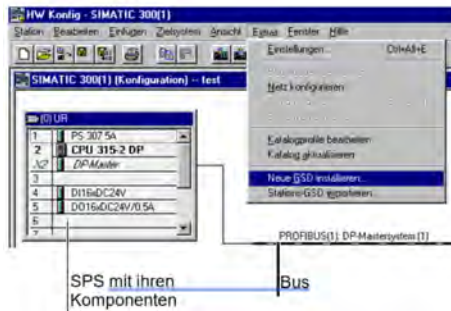 HW Konfig - SIMATIC 300(1)
Station Bearbeiten Einfügen Zielsystem Ansicht Extras Fenster Hilfe
Einstellungen... Ctrl+Alt+E
Netz konfigurieren
Katalogprofile bearbeiten
Katalog aktualisieren
Neue GSD installieren...
Stations-GSD exportieren...
SIMATIC 300(1) (Konfiguration) -- test
(0) UR
1 PS 307 5A
2 CPU 315-2 DP
X2 DP-Master
3
4 DI16xDC24V
5 DO16xDC24V/0.5A
6
7
PROFIBUS(1): DP-Mastersystem (1)
SPS mit ihren
Komponenten
Bus